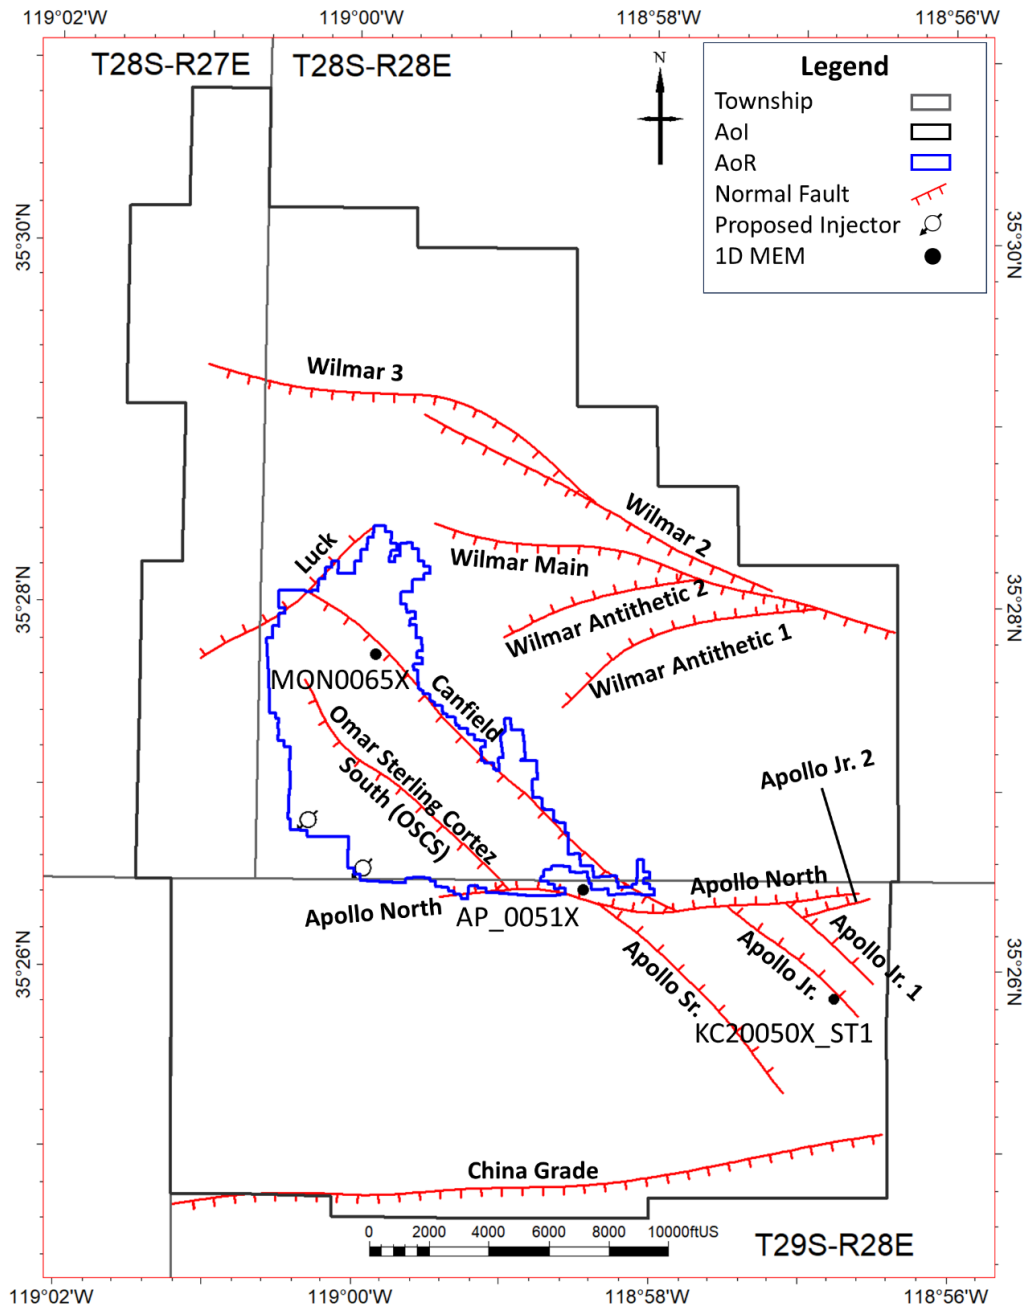 119°02'W 119°00'W 118°58'W 118°56'W
T28S-R27E T28S-R28E
N
Legend
Township
AoI
AoR
Normal Fault
Proposed Injector
1D MEM
35°30'N 35°30'N
Wilmar 3
Wilmar 2
Luck
Wilmar Main
Wilmar Antithetic 2
35°28'N 35°28'N
Wilmar Antithetic 1
MON0065X
Canfield
Omar Sterling Cortez
South (OSCS)
Apollo Jr. 2
Apollo North
Apollo North
AP_0051X
Apollo Sr.
Apollo Jr.
Apollo Jr. 1
35°26'N 35°26'N
KC20050X_ST1
China Grade
0 2000 4000 6000 8000 10000ftUS
T29S-R28E
119°02'W 119°00'W 118°58'W 118°56'W